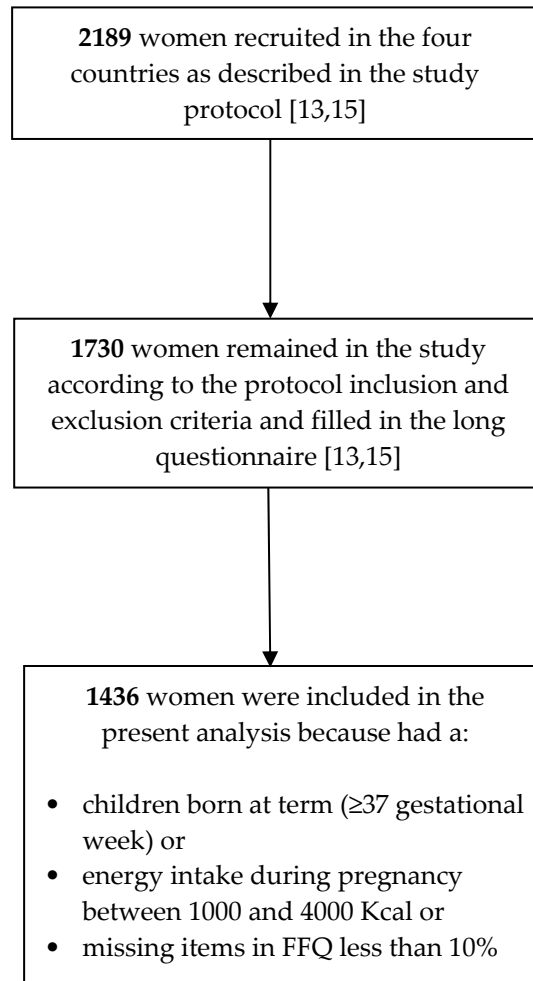 2189 women recruited in the four
countries as described in the study
protocol [13,15]
1730 women remained in the study
according to the protocol inclusion and
exclusion criteria and filled in the long
questionnaire [13,15]
1436 women were included in the
present analysis because had a:
• children born at term (≥37 gestational
week) or
• energy intake during pregnancy
between 1000 and 4000 Kcal or
• missing items in FFQ less than 10%